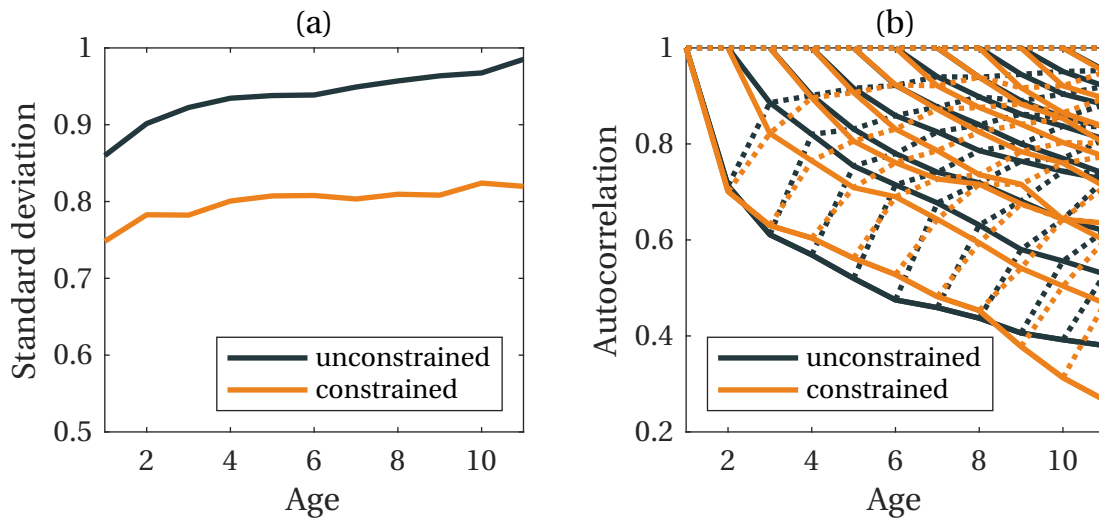 (a)
1
0.9
0.8
0.7
0.6
0.5
Standard deviation
unconstrained
constrained
2
4
6
8
10
Age
(b)
1
0.8
0.6
0.4
0.2
Autocorrelation
unconstrained
constrained
2
4
6
8
10
Age